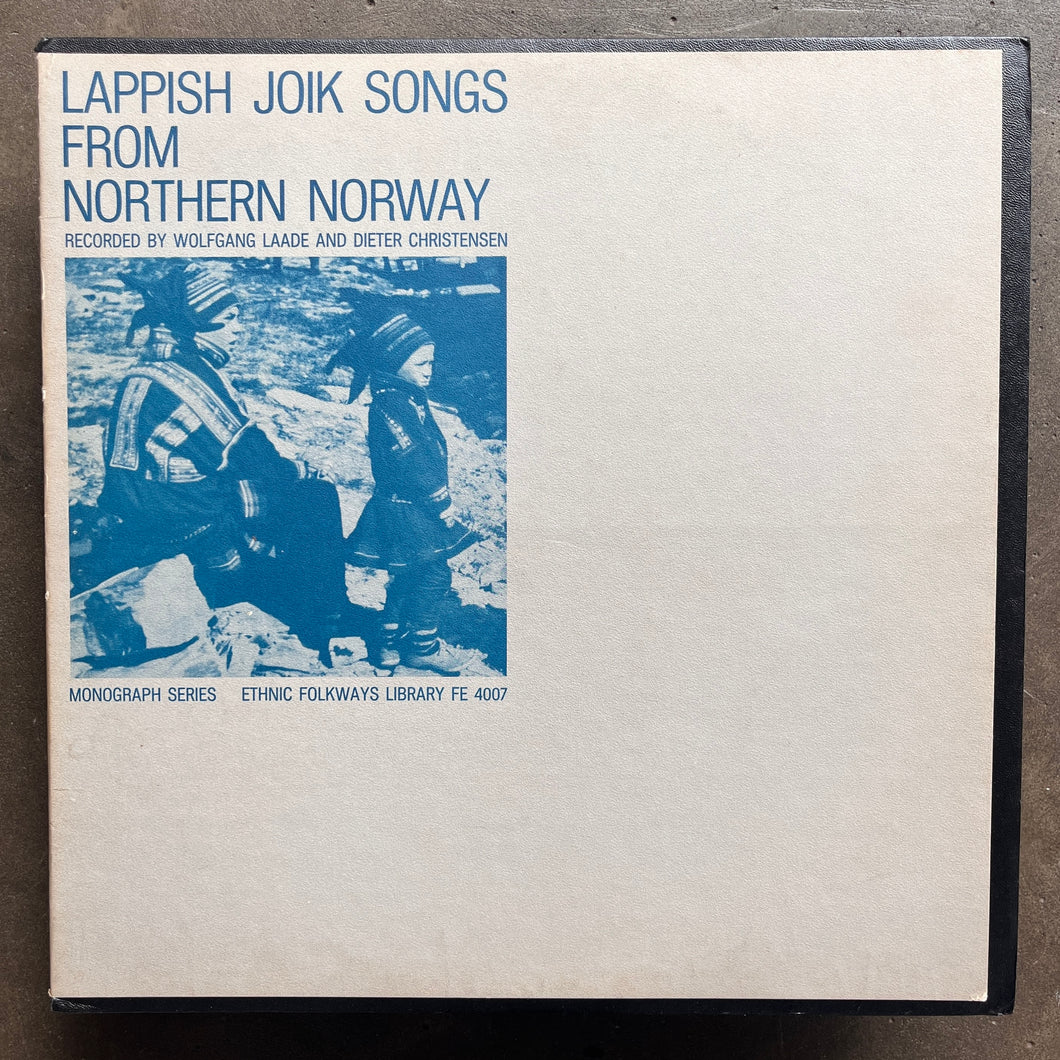 LAPPISH JOIK SONGS
FROM
NORTHERN NORWAY
RECORDED BY WOLFGANG LAADE AND DIETER CHRISTENSEN
MONOGRAPH SERIES ETHNIC FOLKWAYS LIBRARY FE 4007